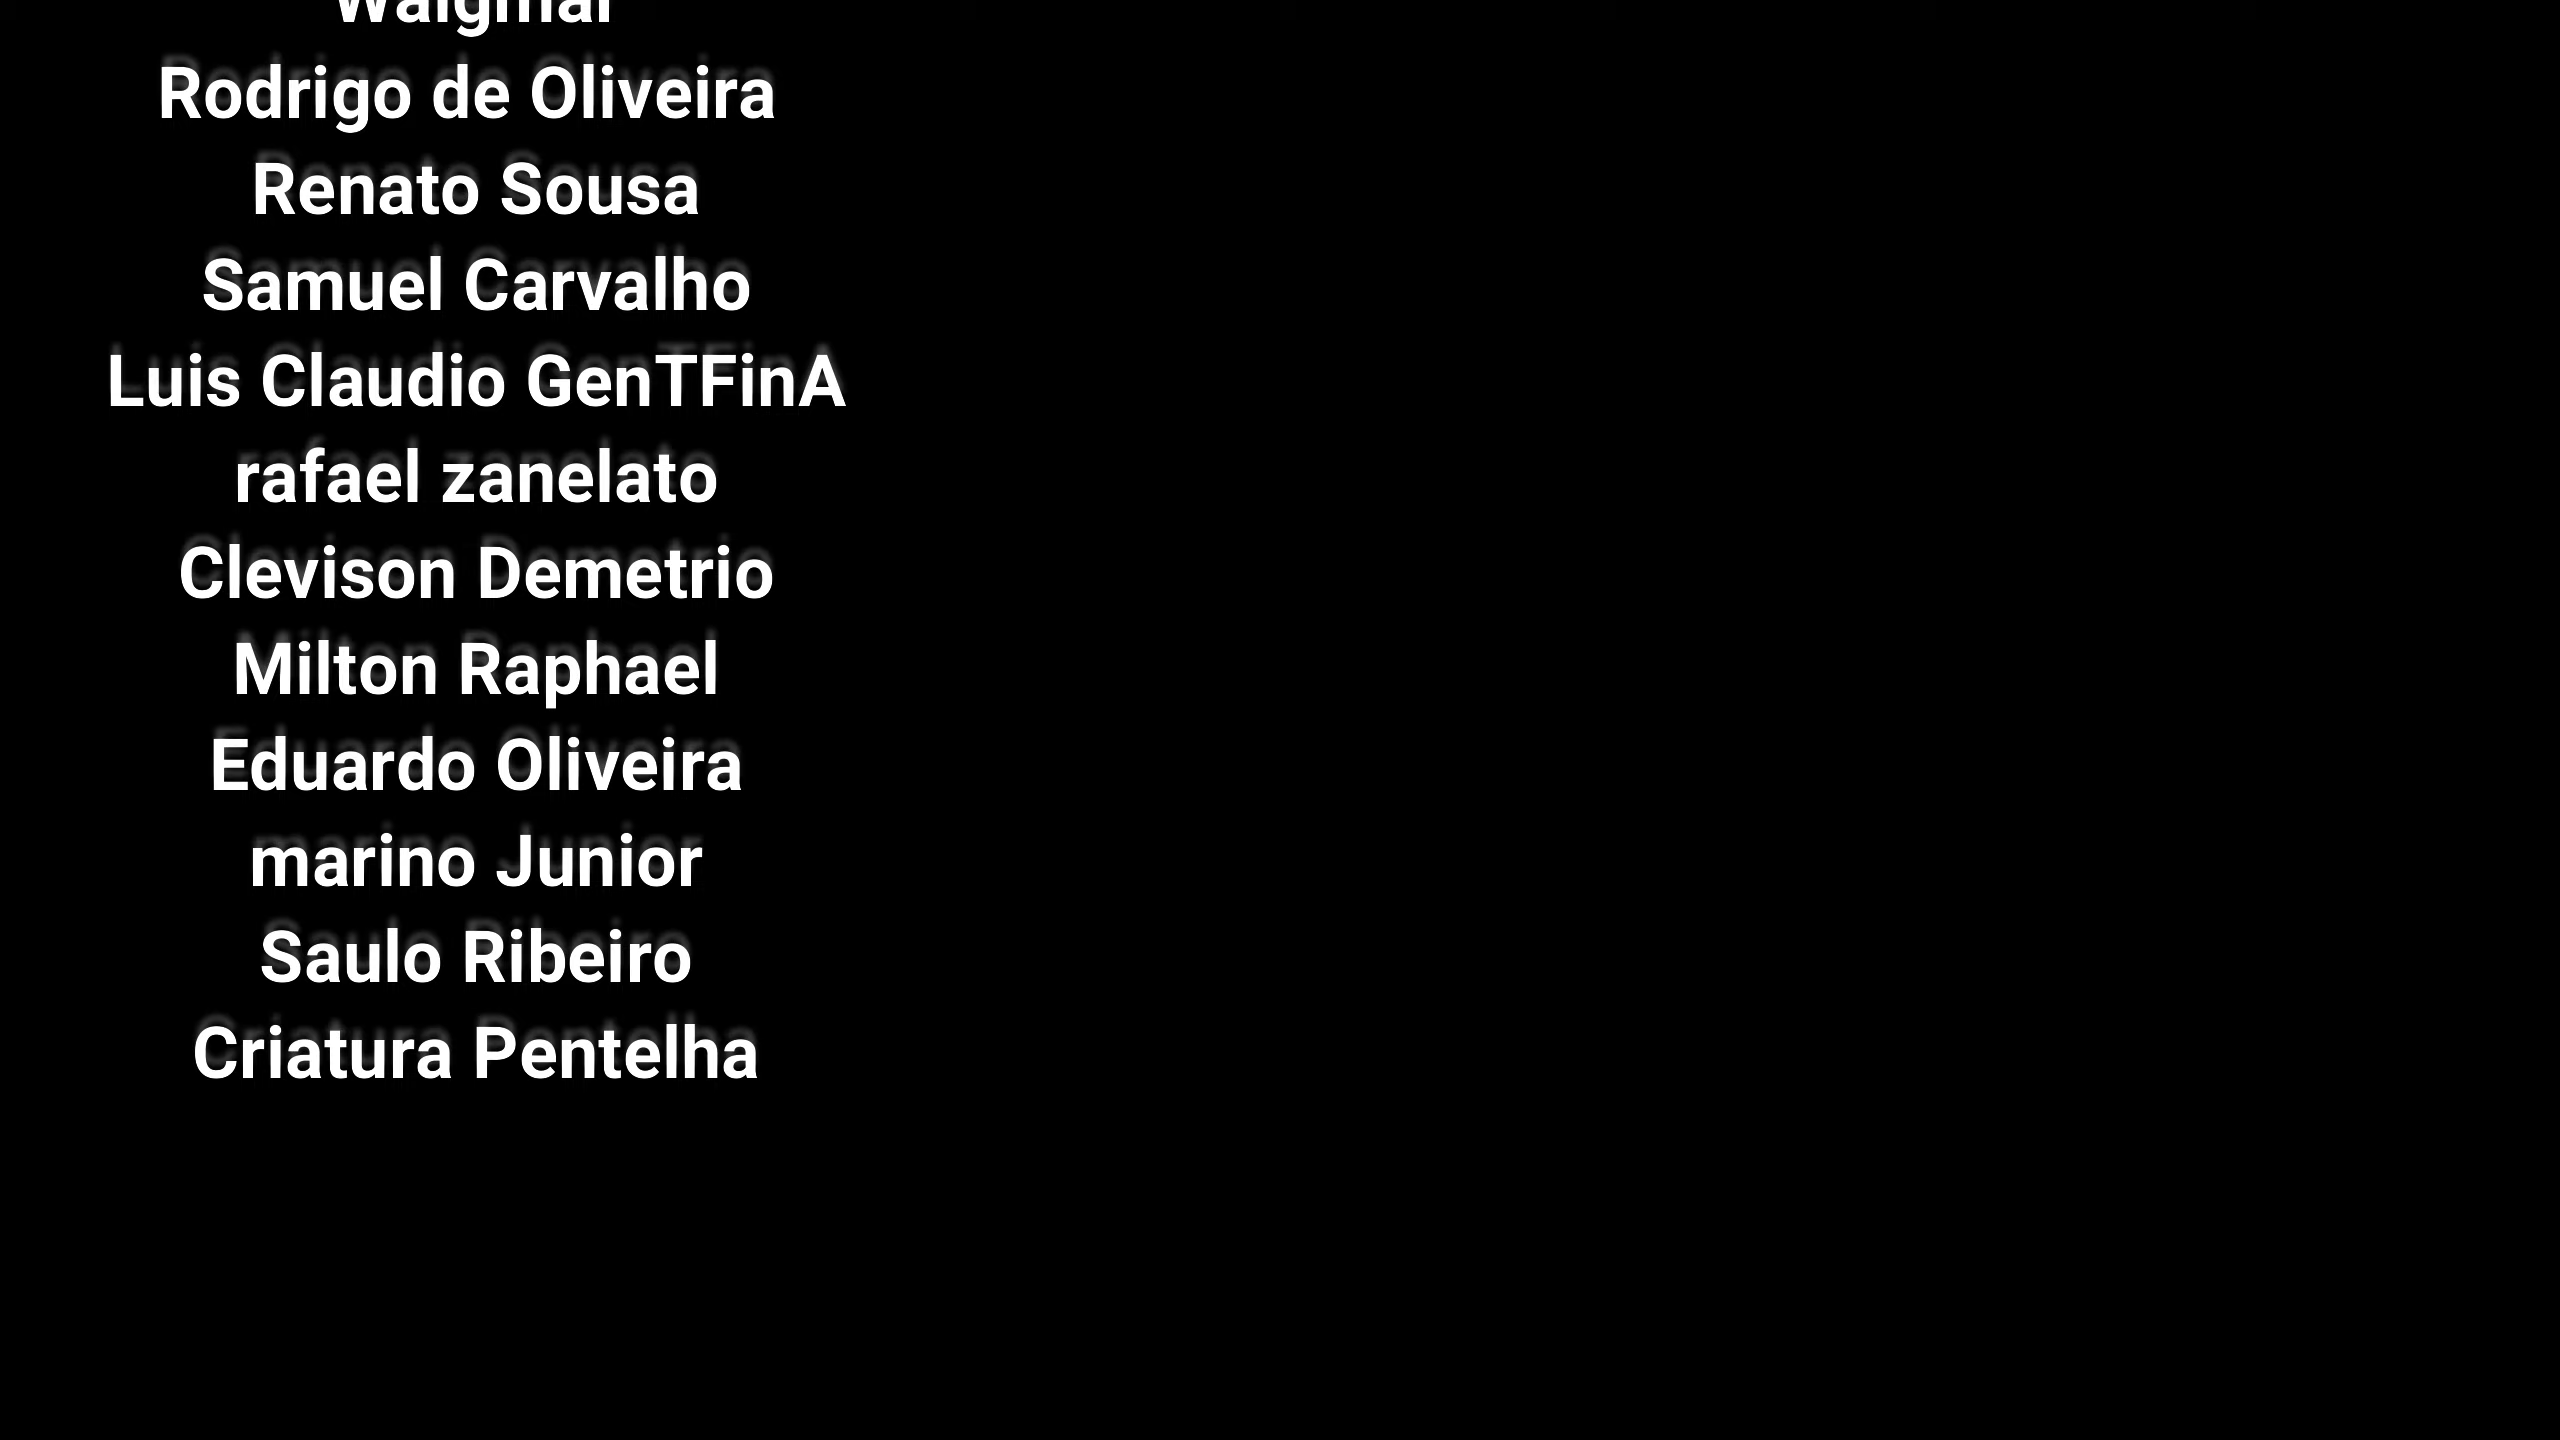 Rodrigo de Oliveira
Renato Sousa
Samuel Carvalho
Luis Claudio GenTFinA
rafael zanelato
Clevison Demetrio
Milton Raphael
Eduardo Oliveira
marino Junior
Saulo Ribeiro
Criatura Pentelha